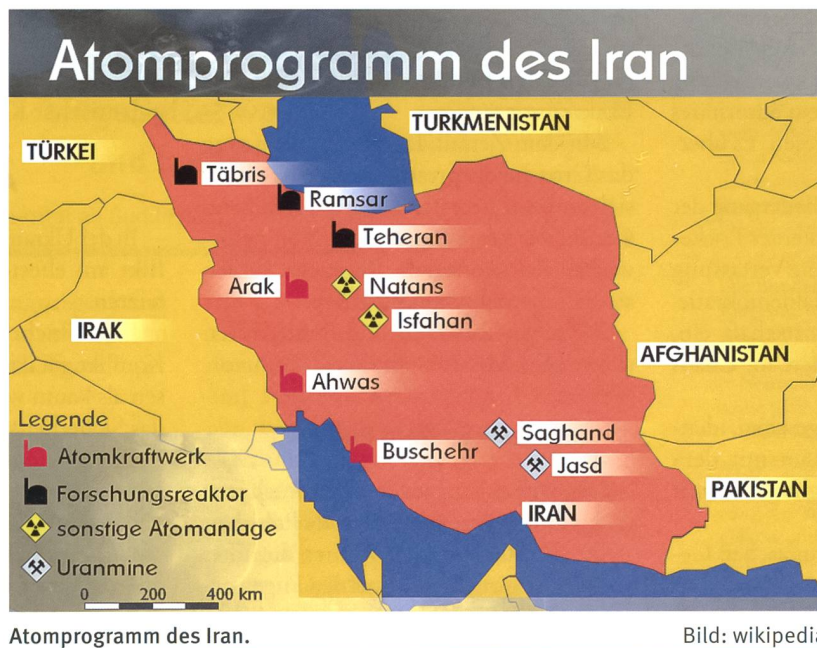 Atomprogramm des Iran
TURKMENISTAN
TÜRKEI
Täbris
Ramsar
Teheran
Arak
Natans
Isfahan
IRAK
AFGHANISTAN
Ahwas
Legende
Saghand
Buschehr
Atomkraftwerk
Jasd
Forschungsreaktor
PAKISTAN
IRAN
sonstige Atomanlage
Uranmine
0 200 400 km
Atomprogramm des Iran.
Bild: wikipedia